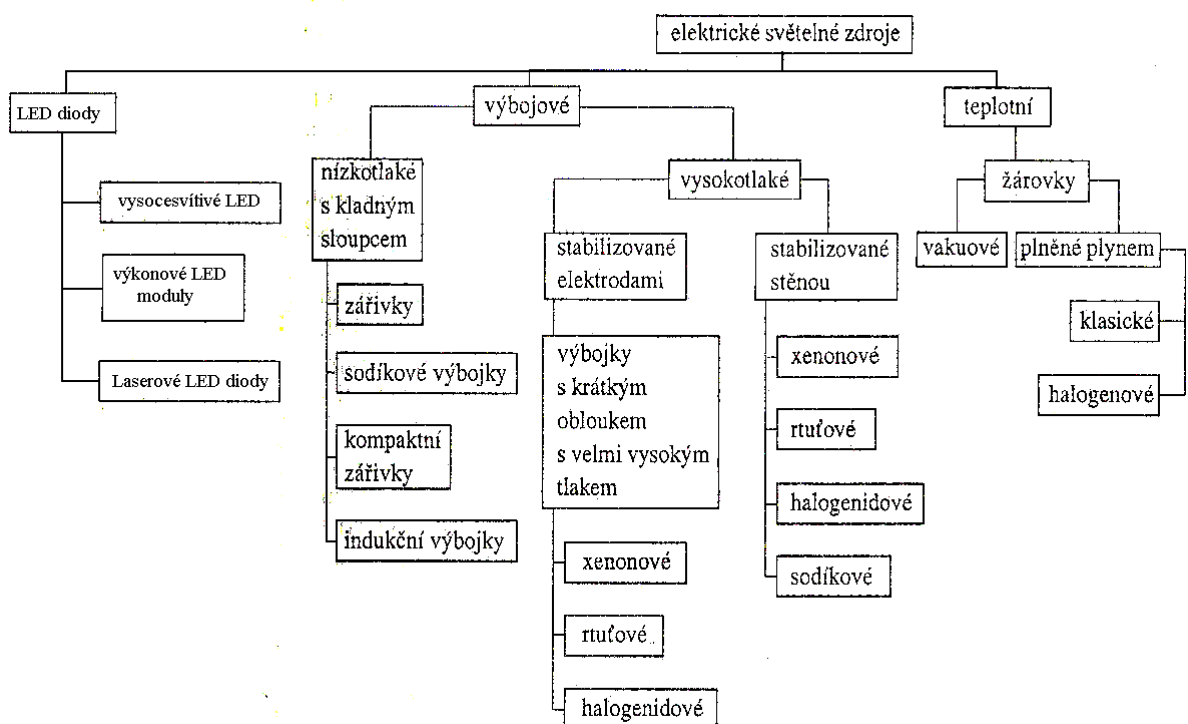 elektrické světelné zdroje
LED diody
vysocesvítivé LED
výkonové LED
moduly
Laserové LED diody
výbojové
nízkotlaké
s kladným
sloupcem
zářivky
sodíkové výbojky
kompaktní
zářivky
indukční výbojky
vysokotlaké
stabilizované
elektrodami
výbojky
s krátkým
obloukem
s velmi vysokým
tlakem
xenonové
rtuťové
halogenidové
stabilizované
stěnou
xenonové
rtuťové
halogenidové
sodíkové
teplotní
žárovky
vakuové
plněné plynem
klasické
halogenové